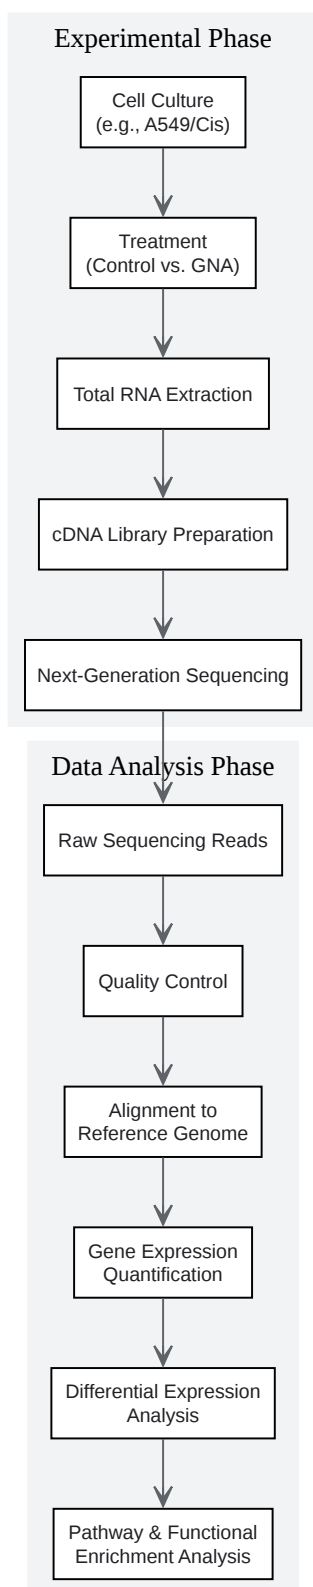 Experimental Phase
Cell Culture
(e.g., A549/Cis)
Treatment
(Control vs. GNA)
Total RNA Extraction
cDNA Library Preparation
Next-Generation Sequencing
Data Analysis Phase
Raw Sequencing Reads
Quality Control
Alignment to
Reference Genome
Gene Expression
Quantification
Differential Expression
Analysis
Pathway & Functional
Enrichment Analysis